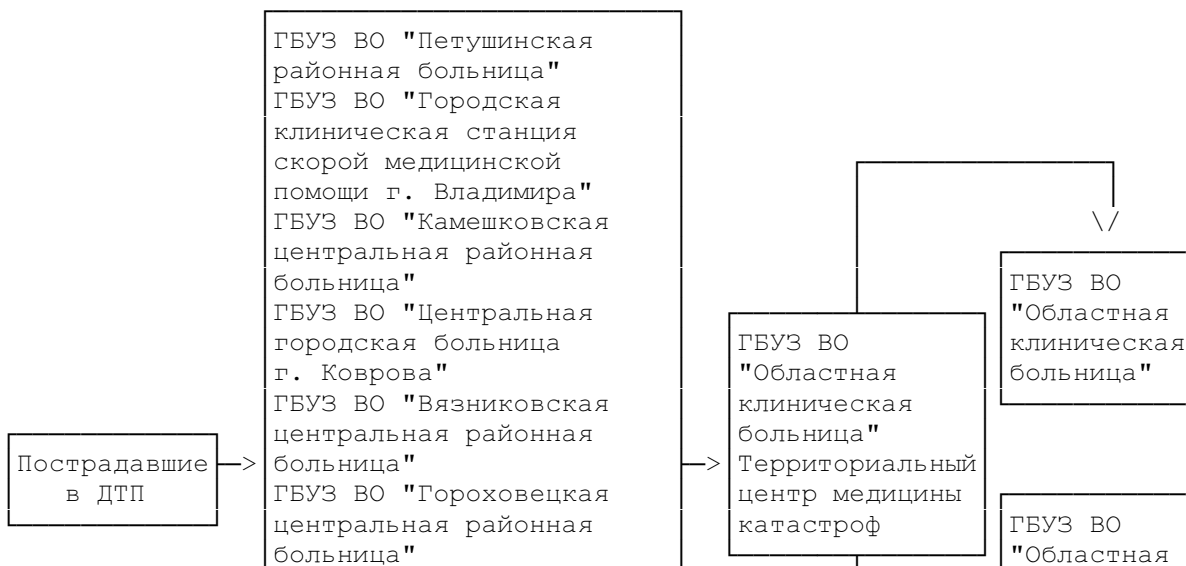 Пострадавшие
в ДТП
ГБУЗ ВО "Петушинская
районная больница"
ГБУЗ ВО "Городская
клиническая станция
скорой медицинской
помощи г. Владимира"
ГБУЗ ВО "Камешковская
центральная районная
больница"
ГБУЗ ВО "Центральная
городская больница
г. Коврова"
ГБУЗ ВО "Вязниковская
центральная районная
больница"
ГБУЗ ВО "Гороховецкая
центральная районная
больница"
ГБУЗ ВО
"Областная
клиническая
больница"
Территориальный
центр медицины
катастроф
ГБУЗ ВО
"Областная
клиническая
больница"
ГБУЗ ВО
"Областная